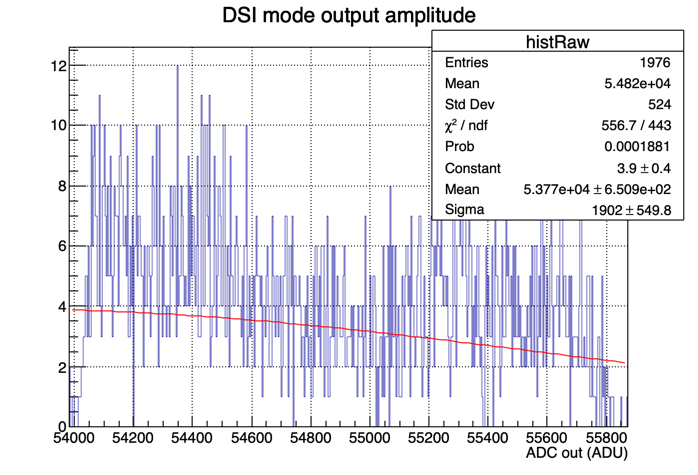 DSI mode output amplitude
histRaw
Entries 1976
Mean 5.482e+04
Std Dev 524
χ² / ndf 556.7 / 443
Prob 0.0001881
Constant 3.9 ± 0.4
Mean 5.377e+04 ± 6.509e+02
Sigma 1902 ± 549.8
12
10
8
6
4
2
0
54000 54200 54400 54600 54800 55000 55200 55400 55600 55800
ADC out (ADU)